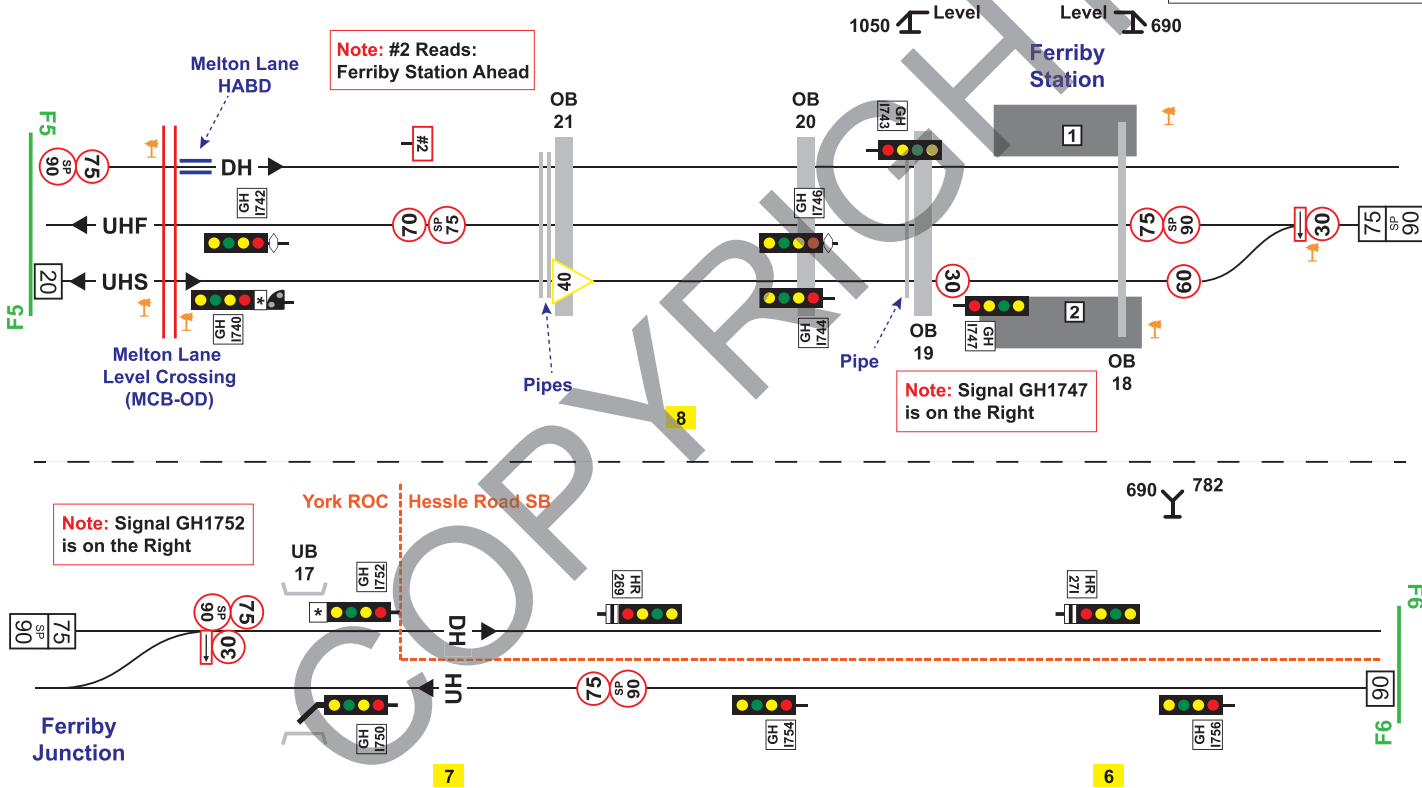 1050
Level
Level
690
Ferriby
Station
Note: #2 Reads:
Ferriby Station Ahead
Melton Lane
HABD
OB
21
OB
20
GH
1743
1
F5
90
SP
75
DH
#2
GH
1742
GH
1746
UHF
70
SP
75
75
SP
90
30
75
SP
90
20
UHS
40
30
60
*
GH
1740
GH
1744
GH
1747
2
F5
Melton Lane
Level Crossing
(MCB-OD)
Pipes
Pipe
OB
19
OB
18
Note: Signal GH1747
is on the Right
8
COPYRIGHT
York ROC
Hessle Road SB
690
782
Note: Signal GH1752
is on the Right
UB
17
GH
1752
HR
269
HR
271
F6
90
SP
75
90
SP
75
30
*
DH
UH
75
SP
90
90
GH
1750
GH
1754
GH
1756
F6
Ferriby
Junction
7
6